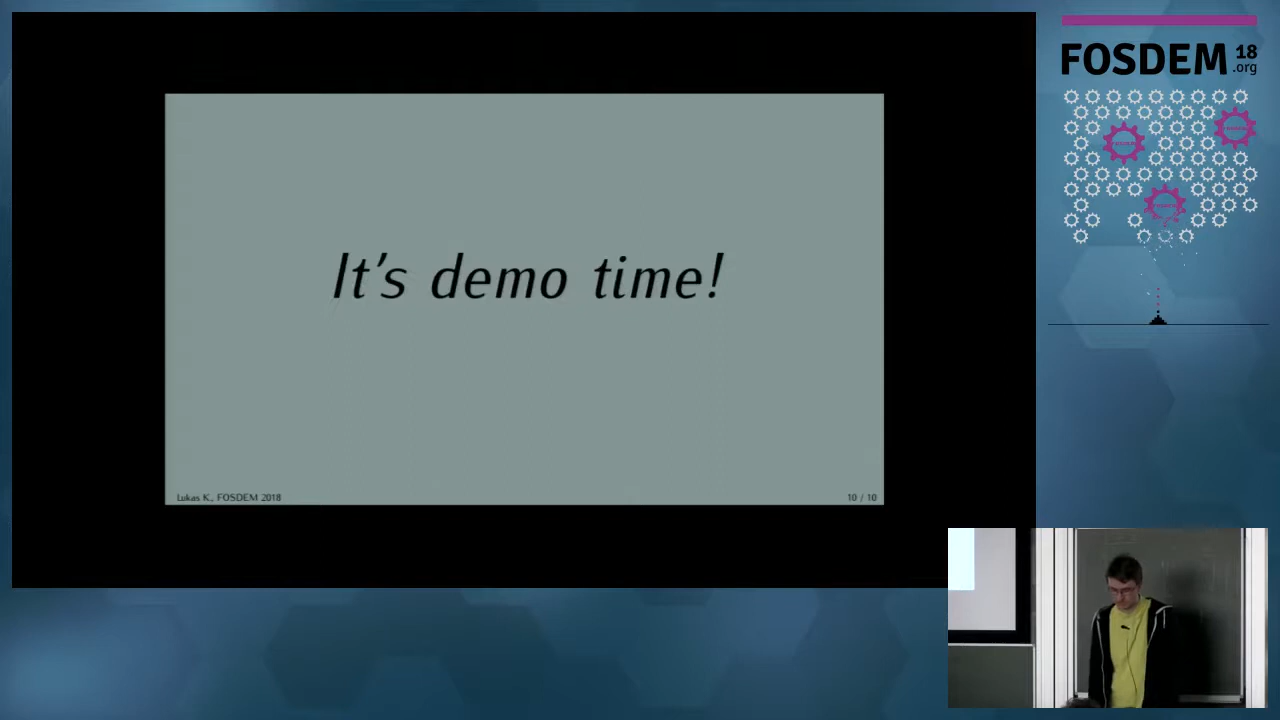 It's demo time!
Lukas K., FOSDEM 2018
10 / 10
FOSDEM 18
.org